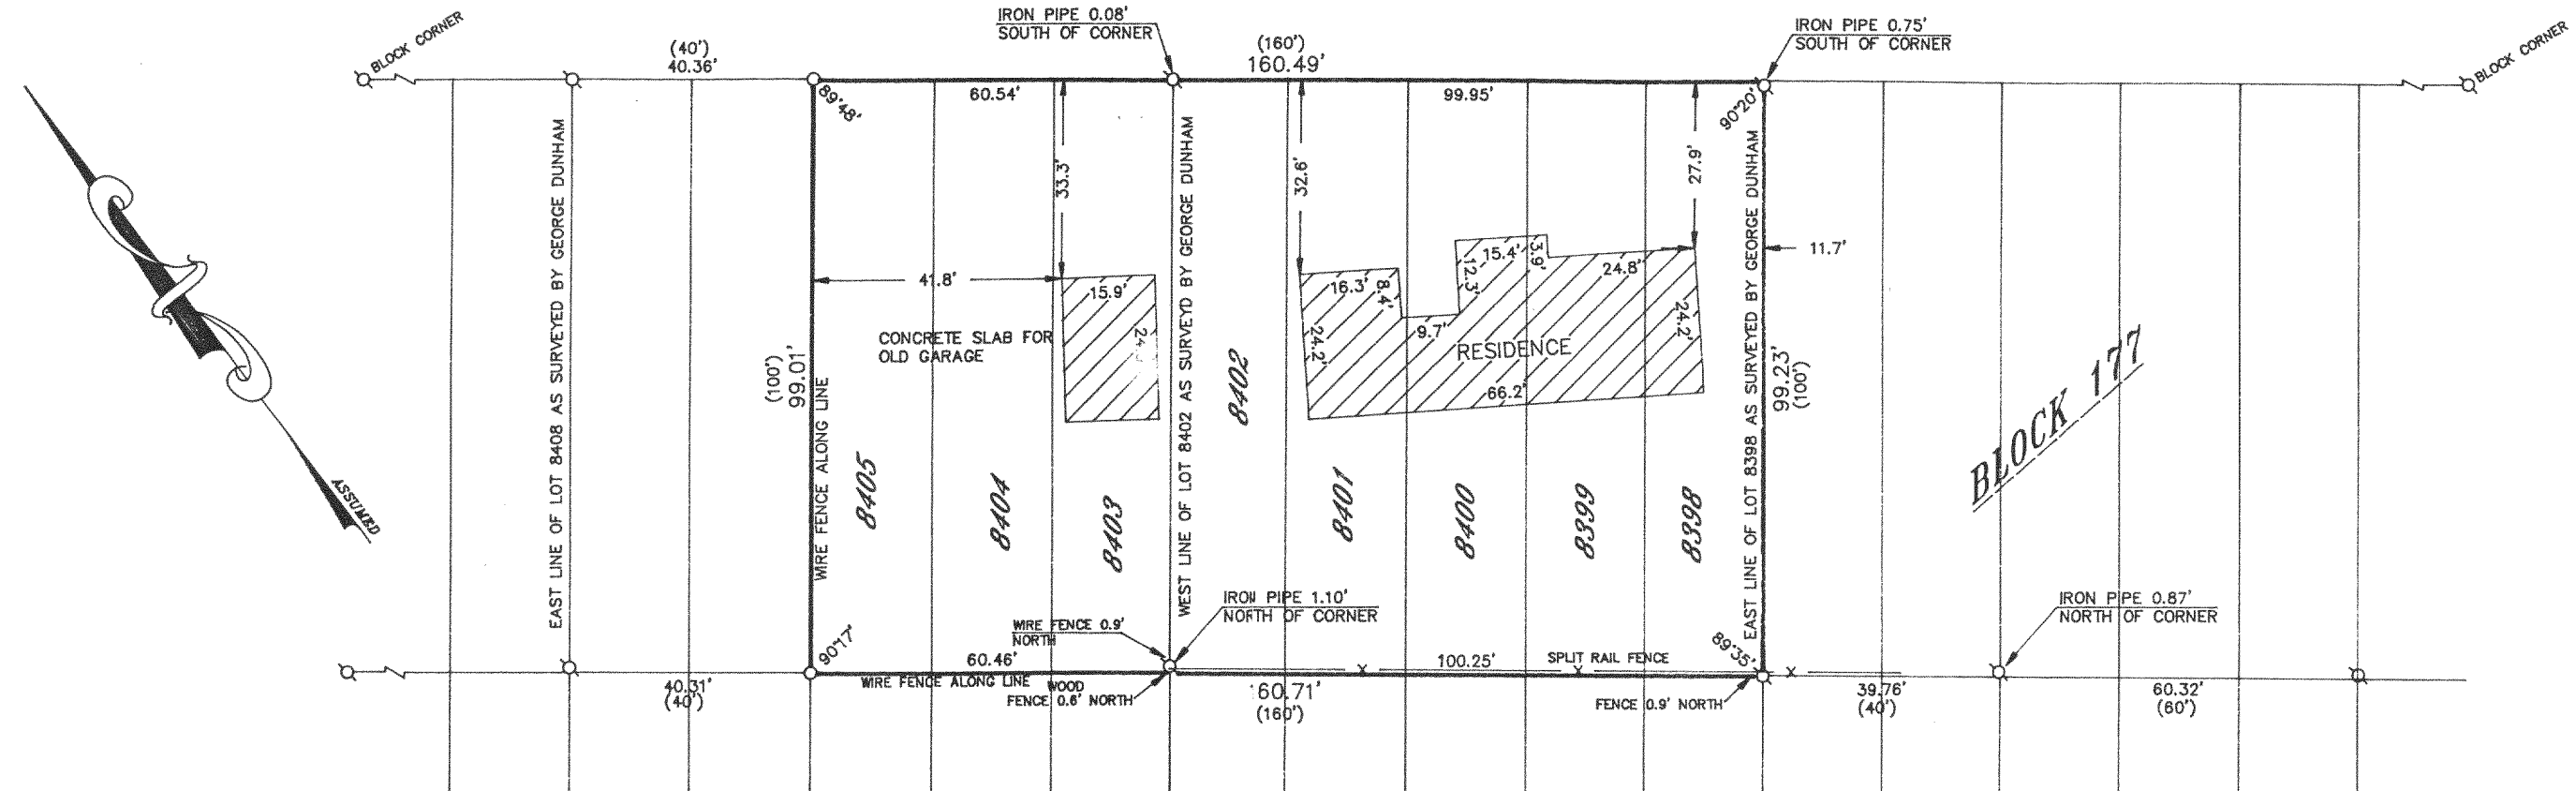 BLOCK CORNER
(40')
40.36'
IRON PIPE 0.08'
SOUTH OF CORNER
(160')
160.49'
IRON PIPE 0.75'
SOUTH OF CORNER
BLOCK CORNER
89°48'
60.54'
99.95'
90°20'
EAST LINE OF LOT 8408 AS SURVEYED BY GEORGE DUNHAM
33.3'
WEST LINE OF LOT 8402 AS SURVEYD BY GEORGE DUNHAM
32.6'
27.9'
EAST LINE OF LOT 8398 AS SURVEYED BY GEORGE DUNHAM
11.7'
41.8'
15.9'
16.3'
8.4'
12.3'
15.4'
3.9'
24.8'
CONCRETE SLAB FOR
OLD GARAGE
24.2'
9.7'
RESIDENCE
24.2'
66.2'
(100')
99.01'
WIRE FENCE ALONG LINE
99.23'
(100')
BLOCK 177
8405
8404
8403
8402
8401
8400
8399
8398
ASSUMED
IRON PIPE 1.10'
NORTH OF CORNER
IRON PIPE 0.87'
NORTH OF CORNER
WIRE FENCE 0.9'
NORTH
90°17'
60.46'
100.25'
SPLIT RAIL FENCE
89°35'
40.31'
(40')
WIRE FENCE ALONG LINE
WOOD
FENCE 0.6' NORTH
60.71'
(160')
FENCE 0.9' NORTH
39.76'
(40')
60.32'
(60')